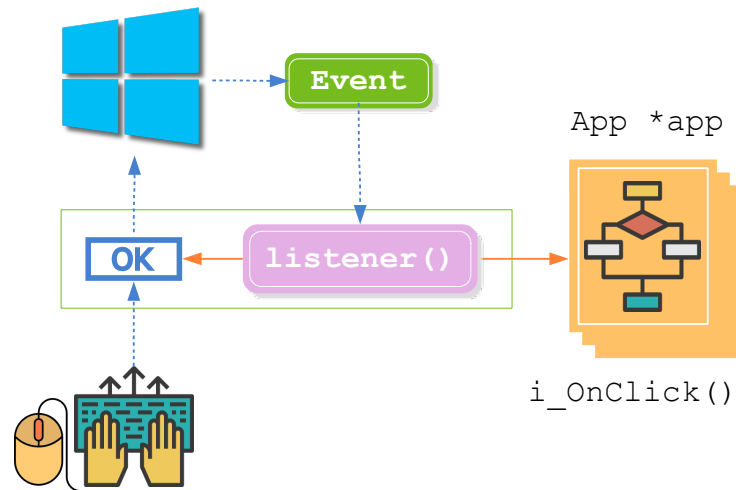 Event
App *app
OK
listener()
i_OnClick()